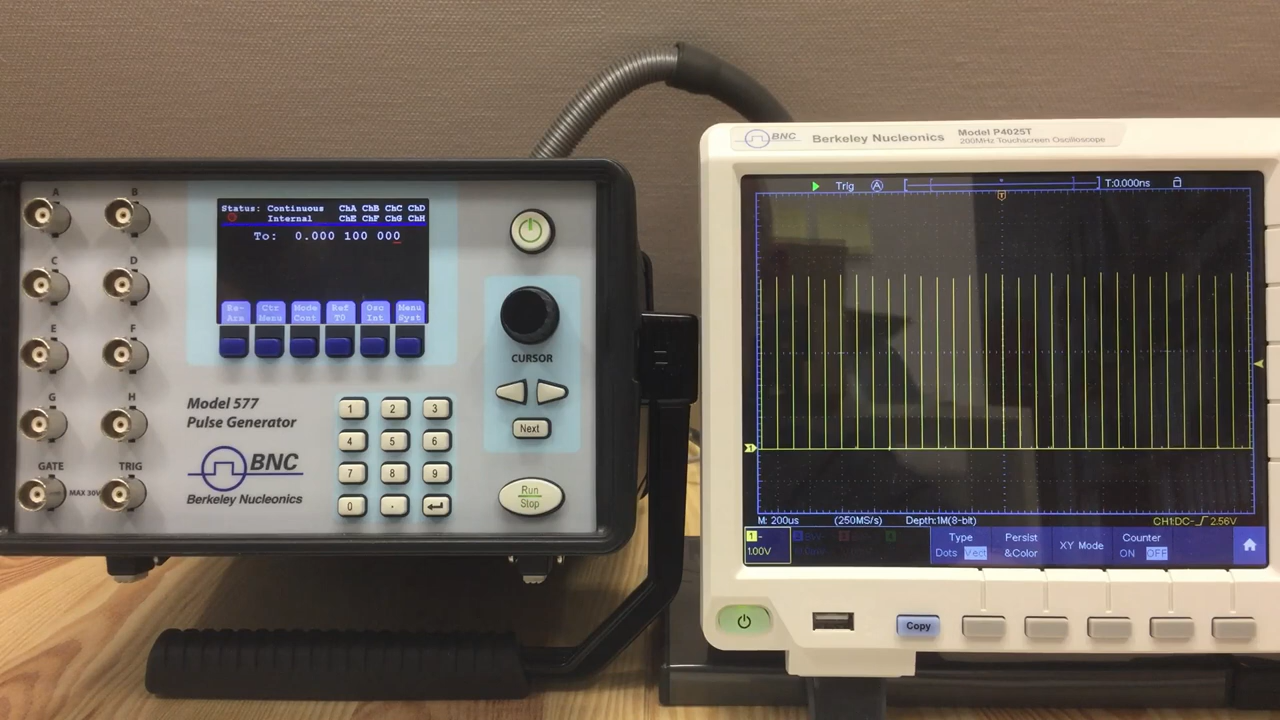 A B
C D
E F
G H
GATE TRIG
MAX 30V
Status: Continuous ChA ChB ChC ChD
Internal ChE ChF ChG ChH
To: 0.000 100 000
Re- Ctr Mode Ref Osc Menu
Arm Menu Cont T0 Int Syst
CURSOR
Next
Model 577
Pulse Generator
BNC
Berkeley Nucleonics
1 2 3
4 5 6
7 8 9
0 .
Run
Stop
BNC Berkeley Nucleonics Model P4025T
200MHz Touchscreen Oscilloscope
Trig A T:0.000ns
T
M: 200us (250MS/s) Depth:1M(8-bit) CH1:DC- 2.56V
1
1.00V
Type Persist XY Mode Counter
Dots Vect &Color ON OFF
Copy